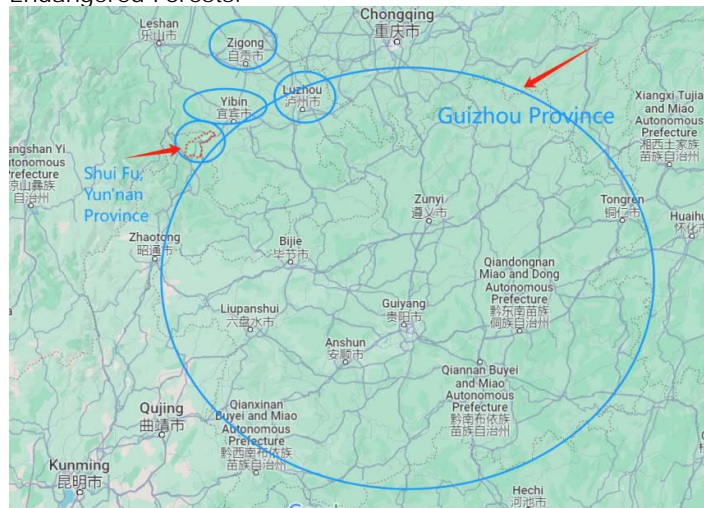 Endangered Forests.
Leshan
乐山市
Zigong
自贡市
Chongqing
重庆市
Luzhou
泸州市
Yibin
宜宾市
Guizhou Province
Xiangxi Tujia
and Miao
Autonomous
Prefecture
湘西土家族
苗族自治州
angshan Yi
utonomous
Prefecture
凉山彝族
自治州
Shui Fu,
Yun'nan
Province
Zunyi
遵义市
Tongren
铜仁市
Huaihu
怀化市
Zhaotong
昭通市
Bijie
毕节市
Qiandongnan
Miao and Dong
Autonomous
Prefecture
黔东南苗族
侗族自治州
Liupanshui
六盘水市
Guiyang
贵阳市
Anshun
安顺市
Qiannan Buyei
and Miao
Autonomous
Prefecture
黔南布依族
苗族自治州
Qujing
曲靖市
Qianxinan
Buyei and Miao
Autonomous
Prefecture
黔西南布依族
苗族自治州
Kunming
昆明市
Hechi
河池市